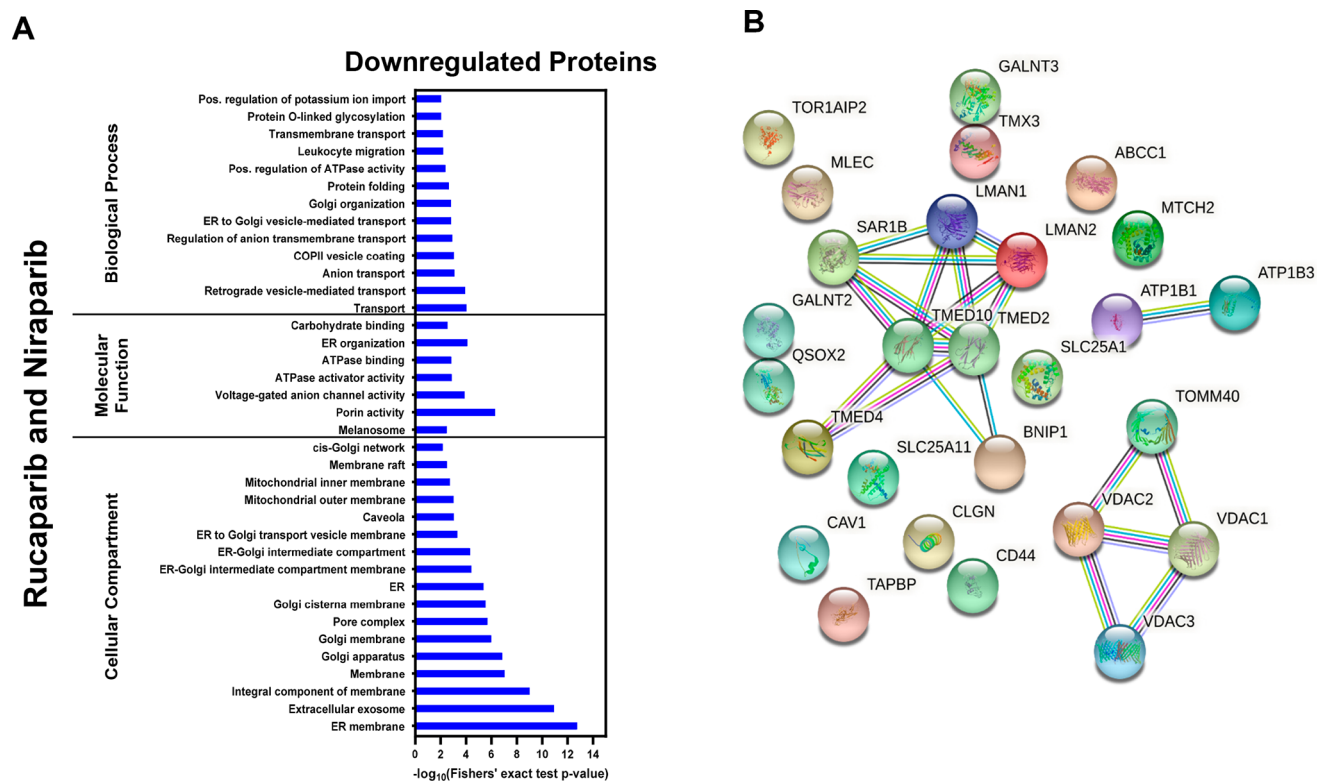 A
Downregulated Proteins
Rucaparib and Niraparib
Biological Process
Pos. regulation of potassium ion import
Protein O-linked glycosylation
Transmembrane transport
Leukocyte migration
Pos. regulation of ATPase activity
Protein folding
Golgi organization
ER to Golgi vesicle-mediated transport
Regulation of anion transmembrane transport
COPII vesicle coating
Anion transport
Retrograde vesicle-mediated transport
Transport
Molecular
Function
Carbohydrate binding
ER organization
ATPase binding
ATPase activator activity
Voltage-gated anion channel activity
Porin activity
Melanosome
Cellular Compartment
cis-Golgi network
Membrane raft
Mitochondrial inner membrane
Mitochondrial outer membrane
Caveola
ER to Golgi transport vesicle membrane
ER-Golgi intermediate compartment
ER-Golgi intermediate compartment membrane
ER
Golgi cisterna membrane
Pore complex
Golgi membrane
Golgi apparatus
Membrane
Integral component of membrane
Extracellular exosome
ER membrane
0 2 4 6 8 10 12 14
-log10(Fishers' exact test p-value)
B
GALNT3
TOR1AIP2
TMX3
MLEC
ABCC1
LMAN1
MTCH2
SAR1B
LMAN2
ATP1B3
ATP1B1
GALNT2
TMED10
TMED2
QSOX2
SLC25A1
TOMM40
TMED4
SLC25A11
BNIP1
VDAC2
CLGN
VDAC1
CAV1
CD44
TAPBP
VDAC3